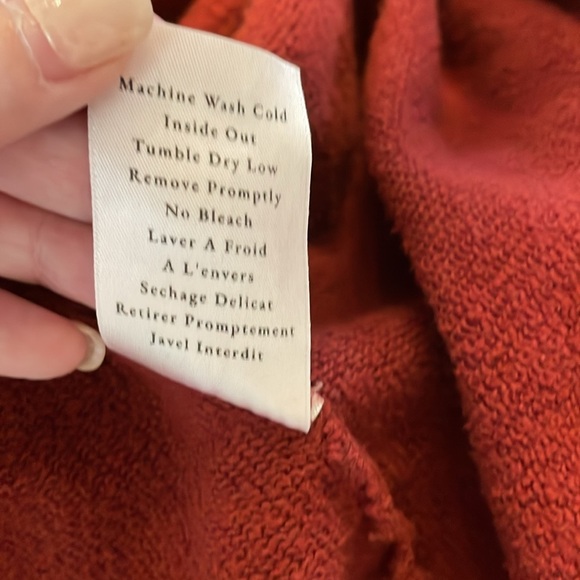 Machine Wash Cold
Inside Out
Tumble Dry Low
Remove Promptly
No Bleach
Laver A Froid
A L'envers
Sechage Delicat
Retirer Promptement
Javel Interdit